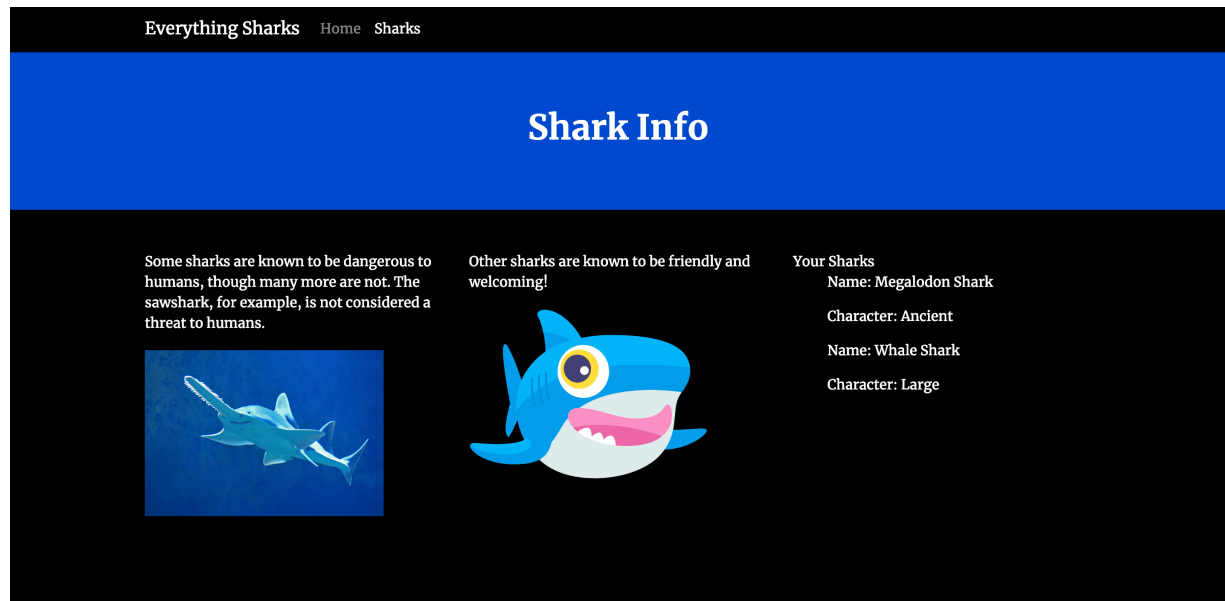 Everything Sharks Home Sharks
Shark Info
Some sharks are known to be dangerous to
humans, though many more are not. The
sawshark, for example, is not considered a
threat to humans.
Other sharks are known to be friendly and
welcoming!
Your Sharks
Name: Megalodon Shark
Character: Ancient
Name: Whale Shark
Character: Large